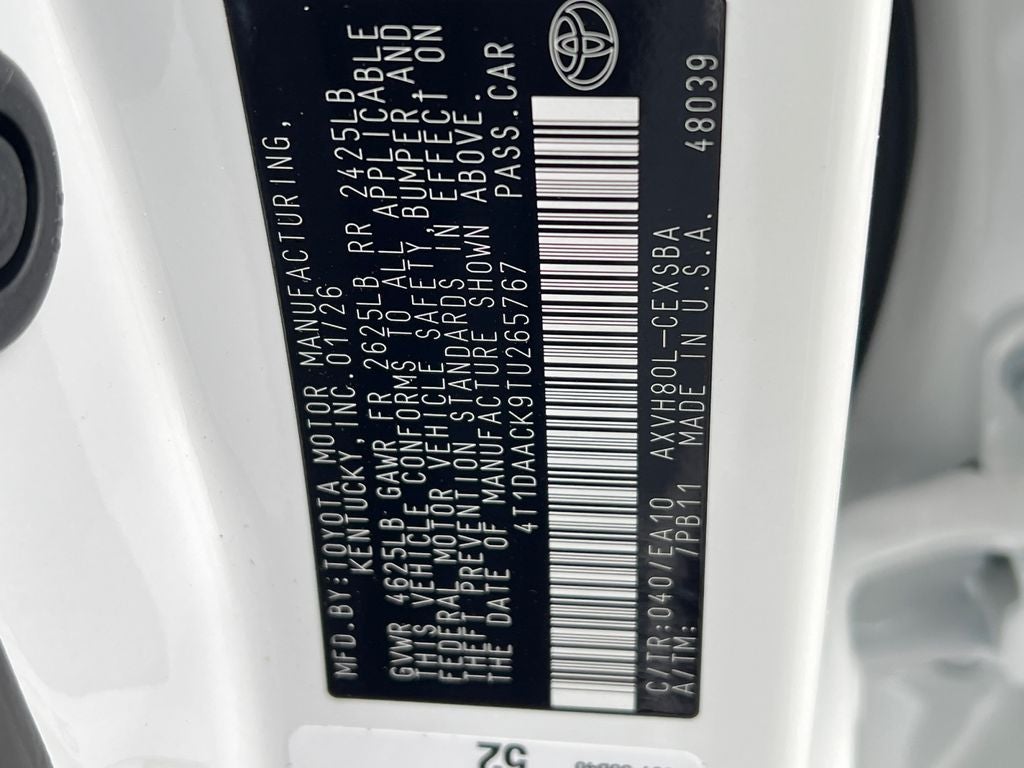 MFD.BY:TOYOTA MOTOR MANUFACTURING,
KENTUCKY,INC.01/26
GVWR 4625LB GAWR FR 2625LB RR 2425LB
THIS VEHICLE CONFORMS TO ALL APPLICABLE
FEDERAL MOTOR VEHICLE SAFETY,BUMPER,AND
THEFT PREVENTION STANDARDS IN EFFECT ON
THE DATE OF MANUFACTURE SHOWN ABOVE.
4T1DAACK9TU265767 PASS.CAR
C/TR:040/EA10 AXVH80L-CEXSBA 48039
A/TM: 7PB11 MADE IN U.S.A.
52